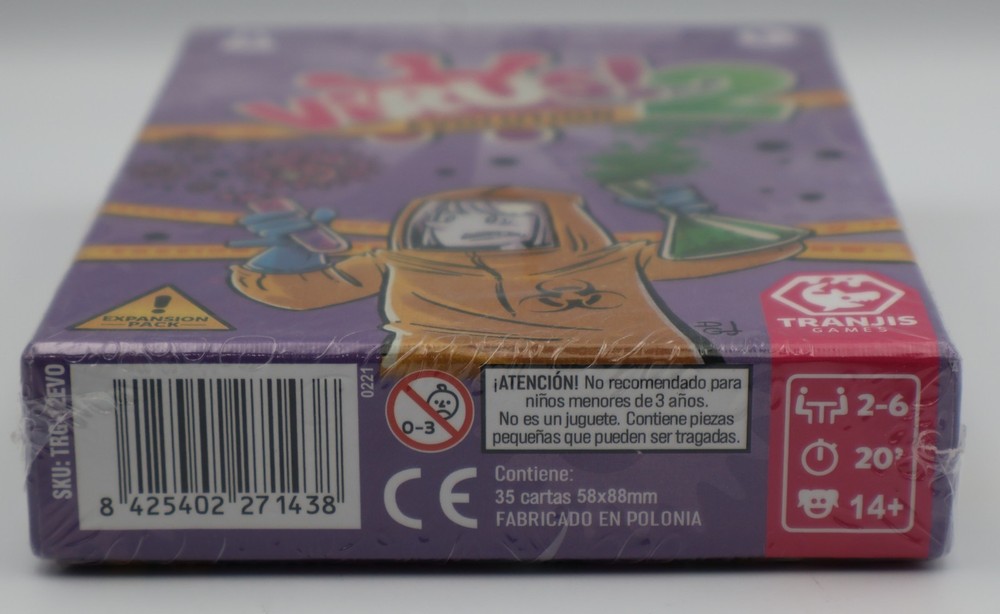 VIRUS! 2
EXPANSION
PACK
TRANJIS
GAMES
0221
8 425402 271438
0-3
¡ATENCIÓN! No recomendado para
niños menores de 3 años.
No es un juguete. Contiene piezas
pequeñas que pueden ser tragadas.
CE
Contiene:
35 cartas 58x88mm
FABRICADO EN POLONIA
2-6
20'
14+